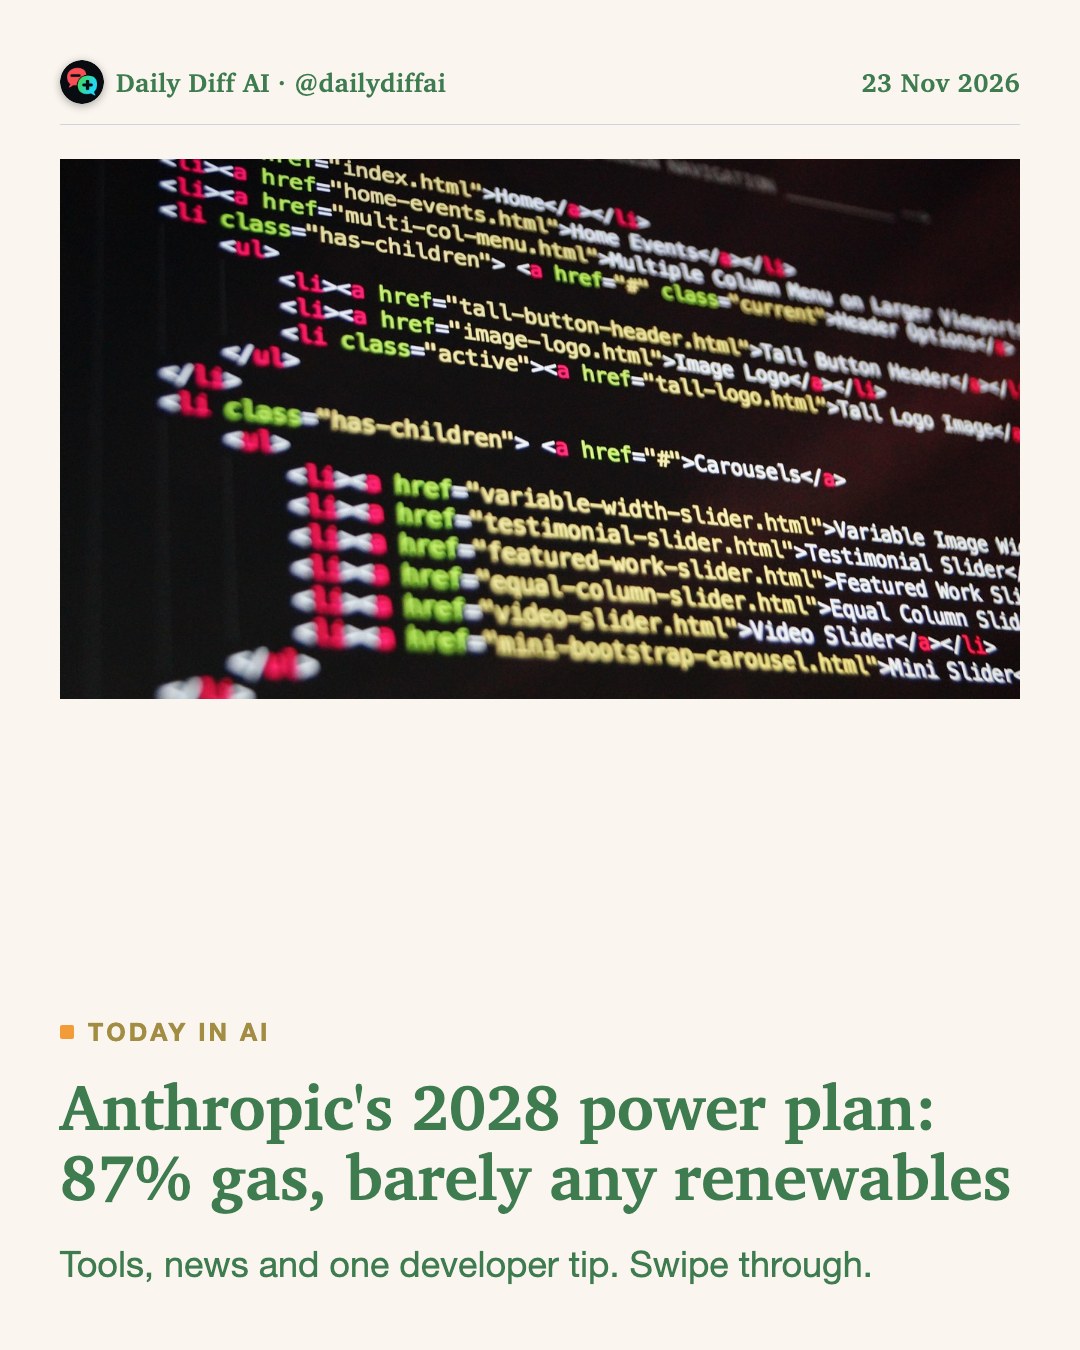 Daily Diff AI · @dailydiffai
23 Nov 2026
href="index.html">Home</a></li>
<li><a href="home-events.html">Home Events</a></li>
<li><a href="multi-col-menu.html">Multiple Column Menu on Larger Viewports
<li class="has-children"> <a href="#" class="current">Header Options</a>
<ul>
<li><a href="tall-button-header.html">Tall Button Header</a></li>
<li><a href="image-logo.html">Image Logo</a></li>
<li class="active"><a href="tall-logo.html">Tall Logo Image</a>
</ul>
</li>
<li class="has-children"> <a href="#">Carousels</a>
<ul>
<li><a href="variable-width-slider.html">Variable Image
<li><a href="testimonial-slider.html">Testimonial Slider</
<li><a href="featured-work-slider.html">Featured Work
<li><a href="equal-column-slider.html">Equal Column
<li><a href="video-slider.html">Video Slider</a></li>
<li><a href="mini-bootstrap-carousel.html">Mini Slider<
</ul>
</li>
TODAY IN AI
Anthropic's 2028 power plan:
87% gas, barely any renewables
Tools, news and one developer tip. Swipe through.